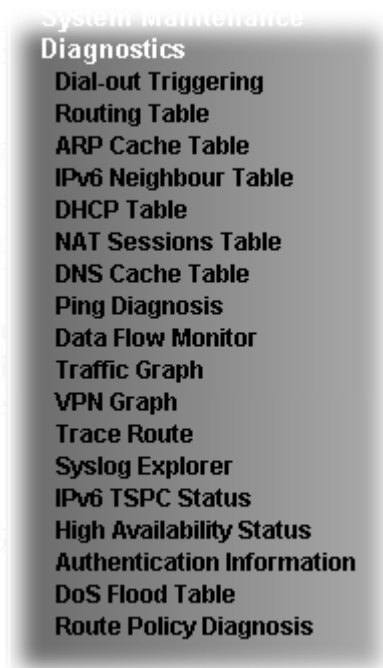 System Maintenance
Diagnostics
Dial-out Triggering
Routing Table
ARP Cache Table
IPv6 Neighbour Table
DHCP Table
NAT Sessions Table
DNS Cache Table
Ping Diagnosis
Data Flow Monitor
Traffic Graph
VPN Graph
Trace Route
Syslog Explorer
IPv6 TSPC Status
High Availability Status
Authentication Information
DoS Flood Table
Route Policy Diagnosis